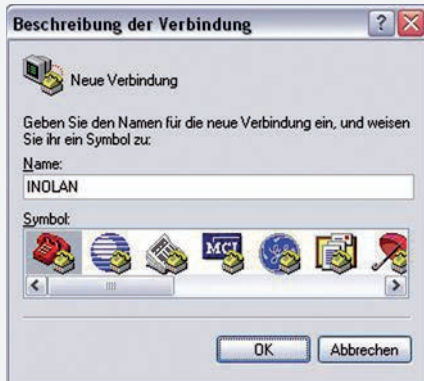 Beschreibung der Verbindung
Neue Verbindung
Geben Sie den Namen für die neue Verbindung ein, und weisen
Sie ihr ein Symbol zu:
Name:
INOLAN
Symbol:
MCI
OK
Abbrechen